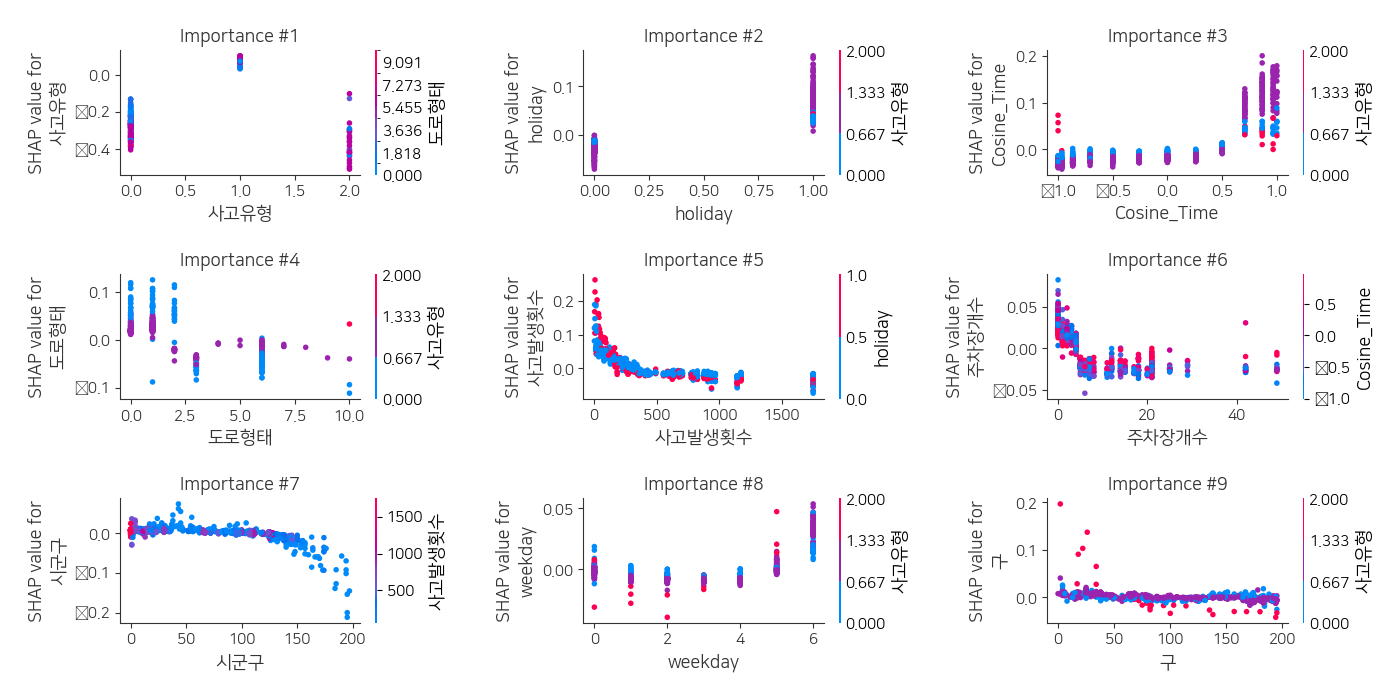 Importance #1
SHAP value for
사고유형
0.0
0.2
0.4
0.0 0.5 1.0 1.5 2.0
사고유형
9.091
7.273
5.455
3.636
1.818
0.000
도로형태
Importance #2
SHAP value for
holiday
0.1
0.0
0.00 0.25 0.50 0.75 1.00
holiday
2.000
1.333
0.667
0.000
사고유형
Importance #3
SHAP value for
Cosine_Time
0.2
0.1
0.0
1.0 0.5 0.0 0.5 1.0
Cosine_Time
2.000
1.333
0.667
0.000
사고유형
Importance #4
SHAP value for
도로형태
0.1
0.0
0.1
0.0 2.5 5.0 7.5 10.0
도로형태
2.000
1.333
0.667
0.000
사고유형
Importance #5
SHAP value for
사고발생횟수
0.2
0.1
0.0
0 500 1000 1500
사고발생횟수
1.0
0.5
0.0
holiday
Importance #6
SHAP value for
주차장개수
0.05
0.00
0.05
0 20 40
주차장개수
0.5
0.0
0.5
1.0
Cosine_Time
Importance #7
SHAP value for
시군구
0.0
0.1
0.2
0 50 100 150 200
시군구
1500
1000
500
사고발생횟수
Importance #8
SHAP value for
weekday
0.05
0.00
0 2 4 6
weekday
2.000
1.333
0.667
0.000
사고유형
Importance #9
SHAP value for
구
0.2
0.1
0.0
0 50 100 150 200
구
2.000
1.333
0.667
0.000
사고유형